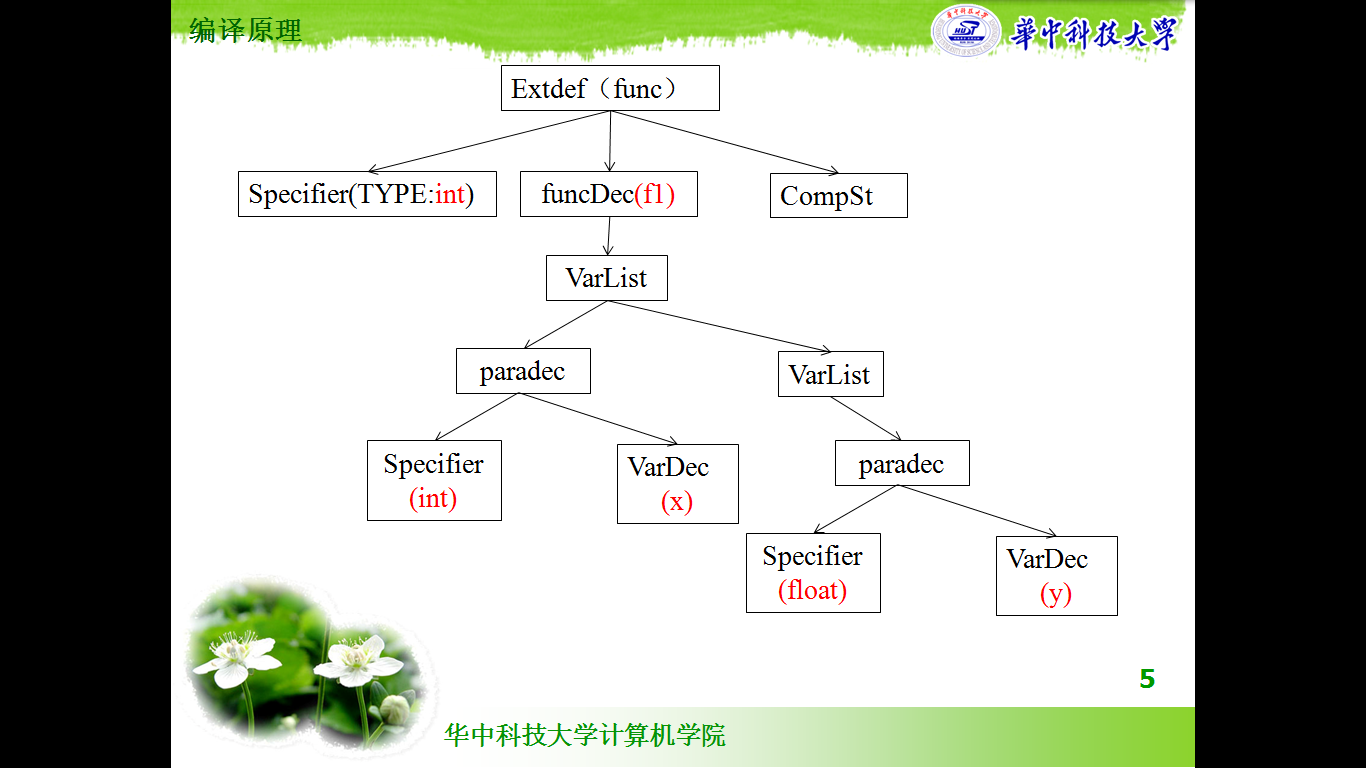 编译原理
華中科技大学
Extdef（func）
Specifier(TYPE:int)
funcDec(f1)
CompSt
VarList
paradec
VarList
Specifier
(int)
VarDec
(x)
paradec
Specifier
(float)
VarDec
(y)
5
华中科技大学计算机学院